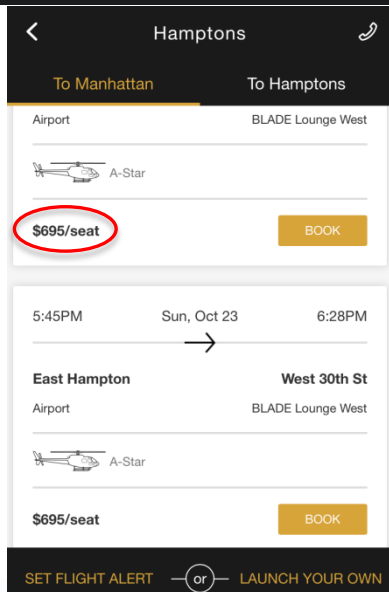 Hamptons
To Manhattan To Hamptons
Airport BLADE Lounge West
A-Star
$695/seat BOOK
5:45PM Sun, Oct 23 6:28PM
East Hampton West 30th St
Airport BLADE Lounge West
A-Star
$695/seat BOOK
SET FLIGHT ALERT or LAUNCH YOUR OWN